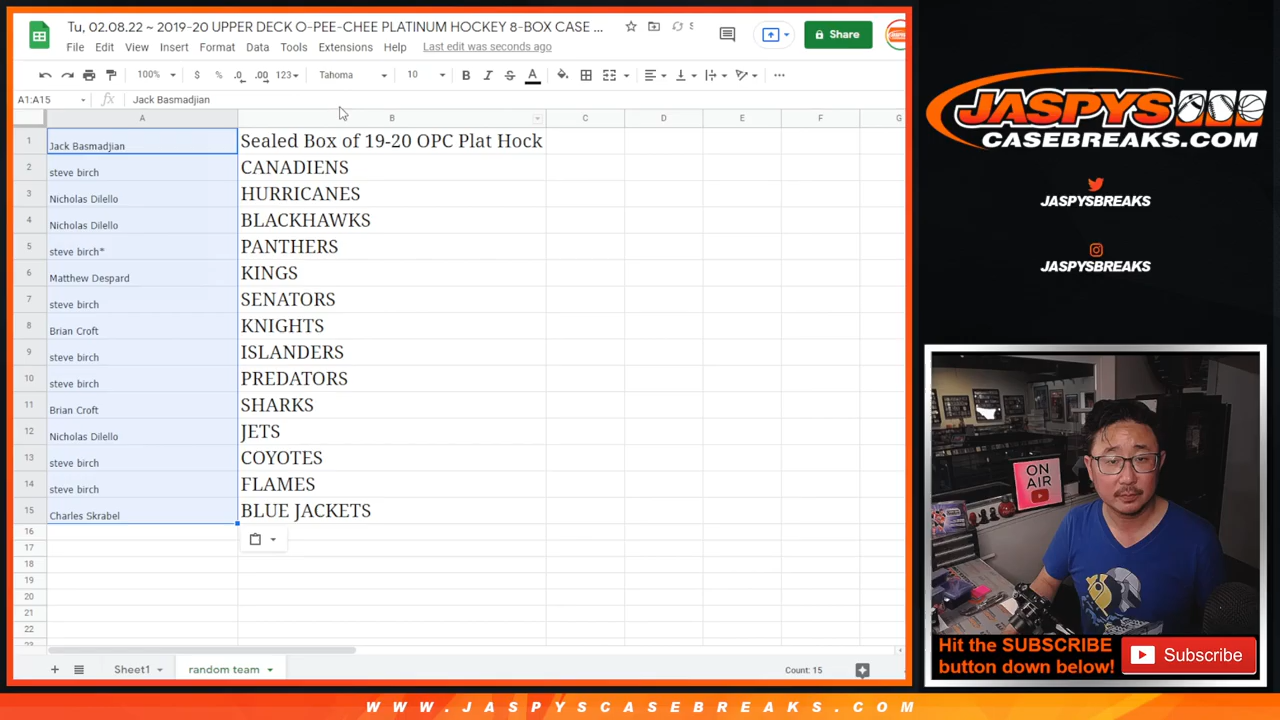 Tu, 02.08.22 ~ 2019-20 UPPER DECK O-PEE-CHEE PLATINUM HOCKEY 8-BOX CASE ...
S
Share
File Edit View Insert Format Data Tools Extensions Help Last edit was seconds ago
100% $ % .0 .00 123 Tahoma 10 B I S A
A1:A15 fx Jack Basmadjian
A B C D E F G
1 Jack Basmadjian Sealed Box of 19-20 OPC Plat Hock
2 steve birch CANADIENS
3 Nicholas Dilello HURRICANES
4 Nicholas Dilello BLACKHAWKS
5 steve birch* PANTHERS
6 Matthew Despard KINGS
7 steve birch SENATORS
8 Brian Croft KNIGHTS
9 steve birch ISLANDERS
10 steve birch PREDATORS
11 Brian Croft SHARKS
12 Nicholas Dilello JETS
13 steve birch COYOTES
14 steve birch FLAMES
15 Charles Skrabel BLUE JACKETS
16
17
18
19
20
21
22
23
Sheet1 random team Count: 15
JASPYS
CASEBREAKS.COM
JASPYSBREAKS
JASPYSBREAKS
ON
AIR
Hit the SUBSCRIBE
button down below!
Subscribe
WWW.JASPYSCASEBREAKS.COM